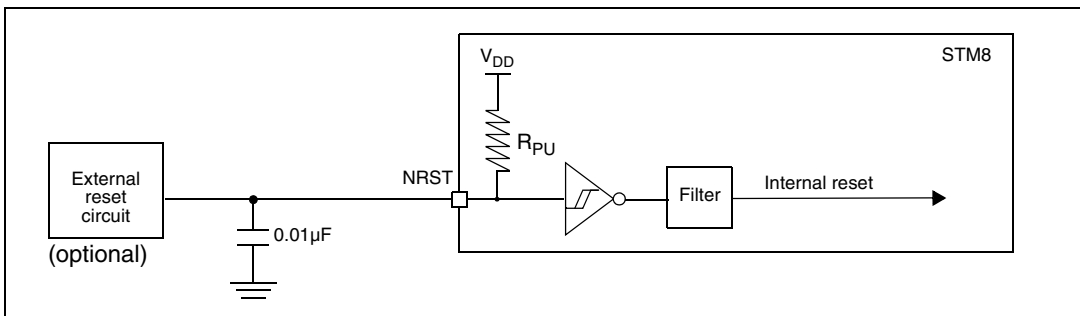 STM8
VDD
RPU
NRST
External
reset
circuit
(optional)
0.01µF
Filter
Internal reset